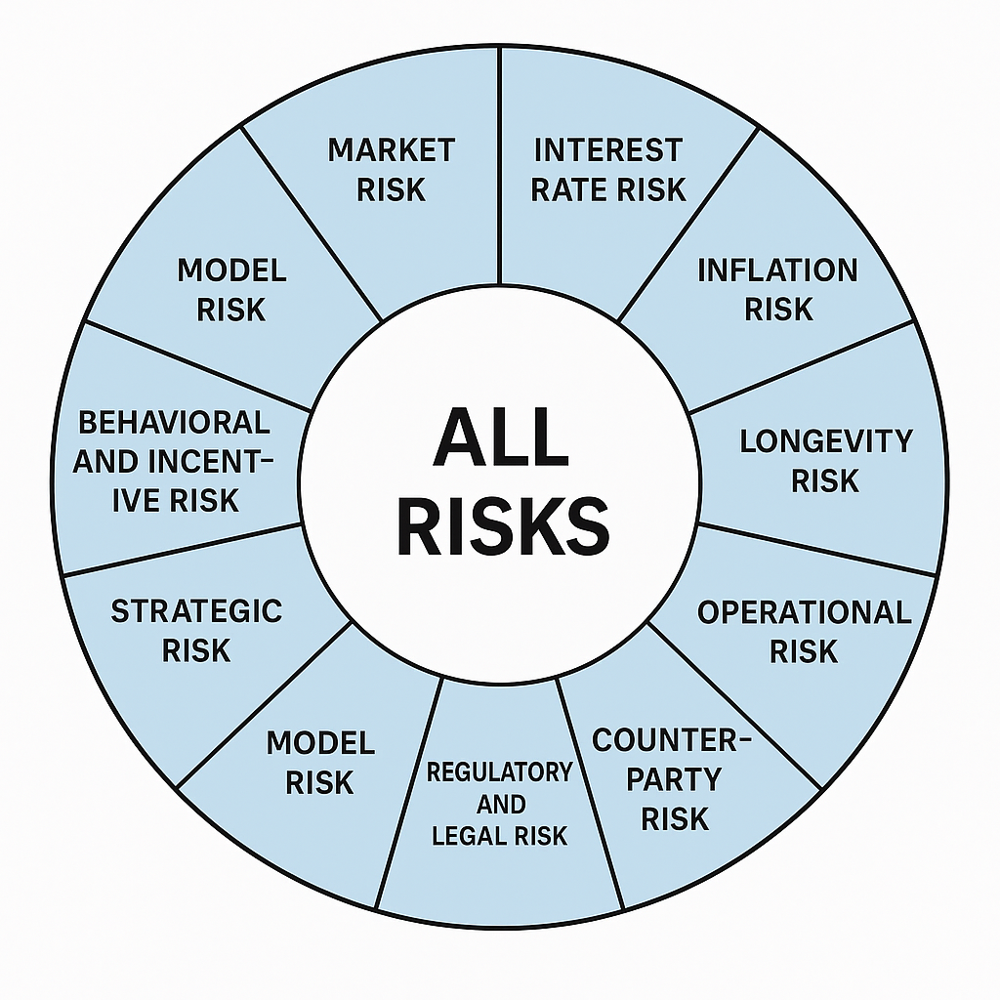 MARKET
RISK
INTEREST
RATE RISK
INFLATION
RISK
LONGEVITY
RISK
OPERATIONAL
RISK
COUNTER-
PARTY
RISK
REGULATORY
AND
LEGAL RISK
MODEL
RISK
STRATEGIC
RISK
BEHAVIORAL
AND INCENT-
IVE RISK
MODEL
RISK
ALL
RISKS